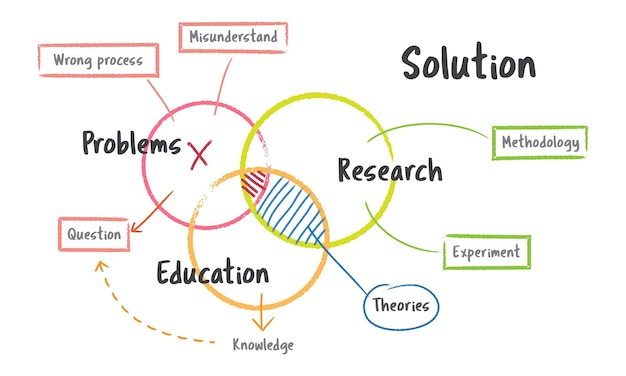 Misunderstand
Wrong process
Solution
Problems
Methodology
Research
Question
Experiment
Education
Theories
Knowledge